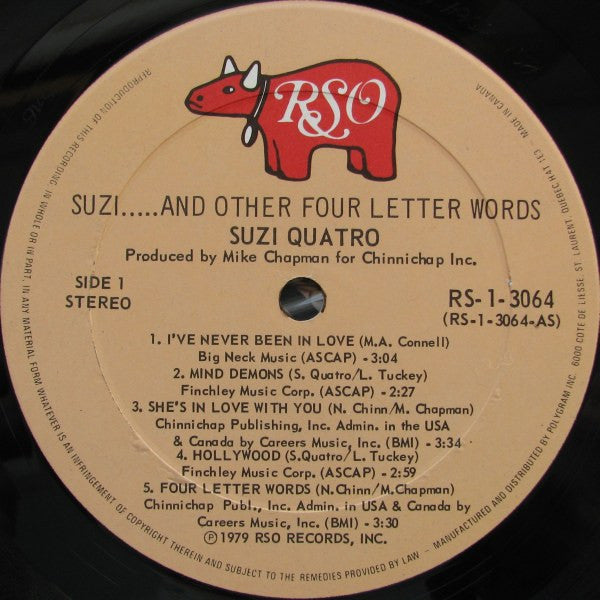 RSO
SUZI.....AND OTHER FOUR LETTER WORDS
SUZI QUATRO
Produced by Mike Chapman for Chinnichap Inc.
SIDE 1
STEREO
RS-1-3064
(RS-1-3064-AS)
1. I'VE NEVER BEEN IN LOVE (M.A. Connell)
Big Neck Music (ASCAP) - 3:04
2. MIND DEMONS (S. Quatro/L. Tuckey)
Finchley Music Corp. (ASCAP) - 2:27
3. SHE'S IN LOVE WITH YOU (N. Chinn/M. Chapman)
Chinnichap Publishing, Inc. Admin. in the USA
& Canada by Careers Music, Inc. (BMI) - 3:34
4. HOLLYWOOD (S.Quatro/L. Tuckey)
Finchley Music Corp. (ASCAP) - 2:59
5. FOUR LETTER WORDS (N.Chinn/M.Chapman)
Chinnichap Publ., Inc. Admin. in USA & Canada by
Careers Music, Inc. (BMI) - 3:30
℗ 1979 RSO RECORDS, INC.
REPRODUCTION OF THIS RECORDING IN WHOLE OR IN PART, IN ANY MATERIAL FORM WHATEVER IS AN INFRINGEMENT OF COPYRIGHT THEREIN AND SUBJECT TO THE REMEDIES PROVIDED BY LAW - MANUFACTURED AND DISTRIBUTED BY POLYGRAM INC. 6000 COTE DE LIESSE, ST. LAURENT, QUEBEC H4T 1E3 MADE IN CANADA